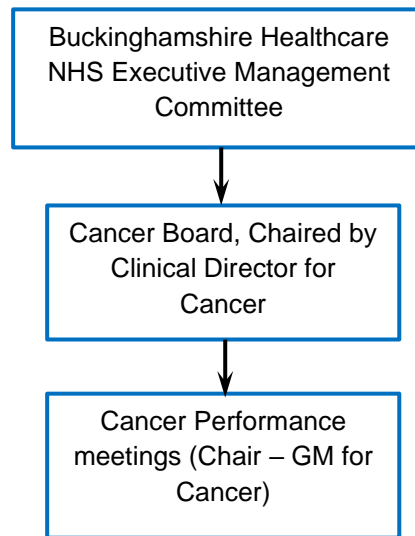 Buckinghamshire Healthcare
NHS Executive Management
Committee
Cancer Board, Chaired by
Clinical Director for
Cancer
Cancer Performance
meetings (Chair – GM for
Cancer)